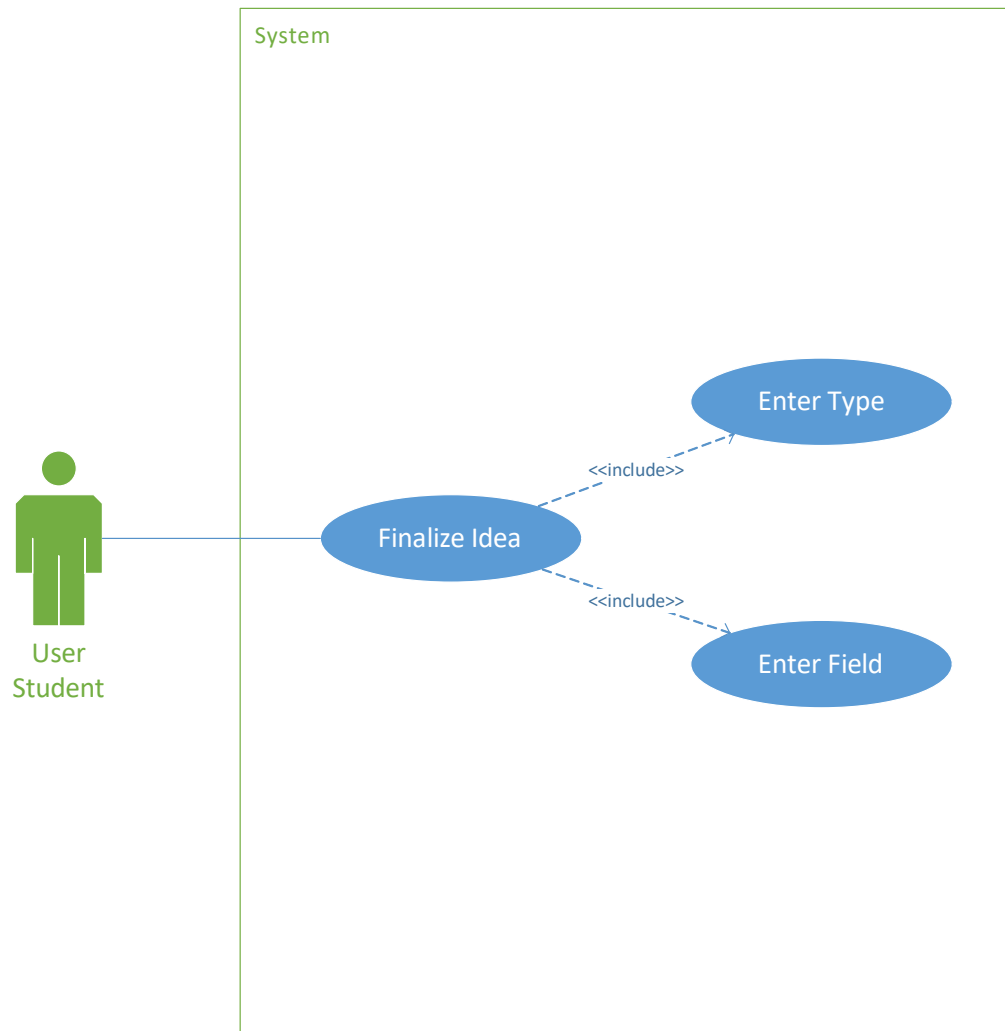 System
Enter Type
<<include>>
Finalize Idea
<<include>>
User
Student
Enter Field